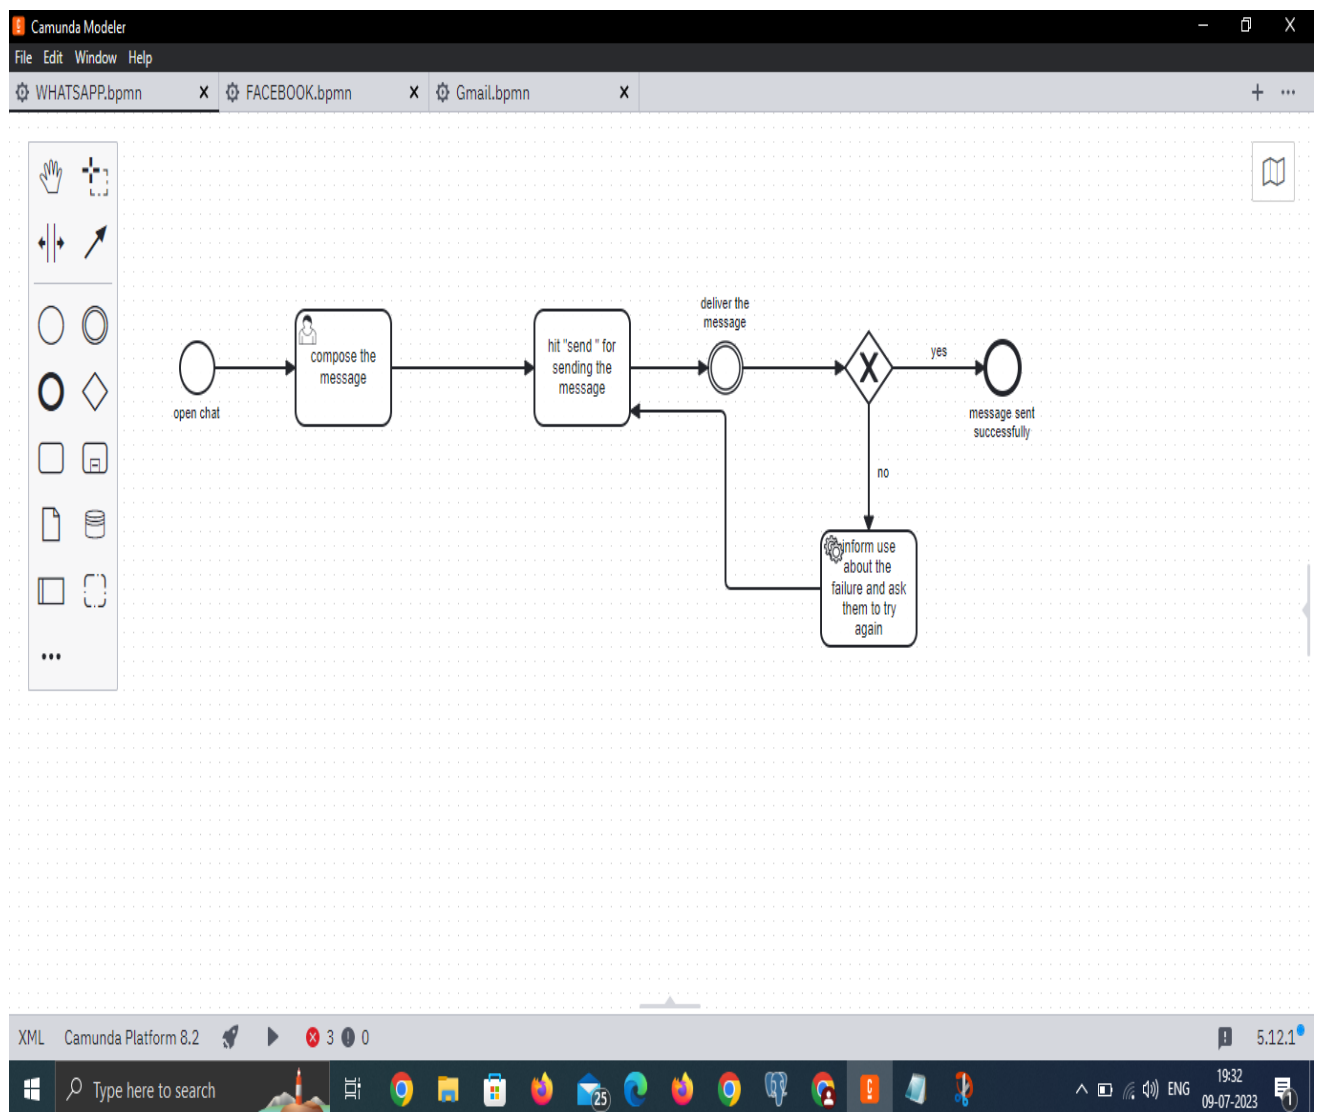 Camunda Modeler
File Edit Window Help
WHATSAPP.bpmn
FACEBOOK.bpmn
Gmail.bpmn
open chat
compose the
message
hit "send " for
sending the
message
deliver the
message
yes
message sent
successfully
no
inform use
about the
failure and ask
them to try
again
XML Camunda Platform 8.2 3 0 5.12.1
Type here to search
25
ENG
19:32
09-07-2023
1